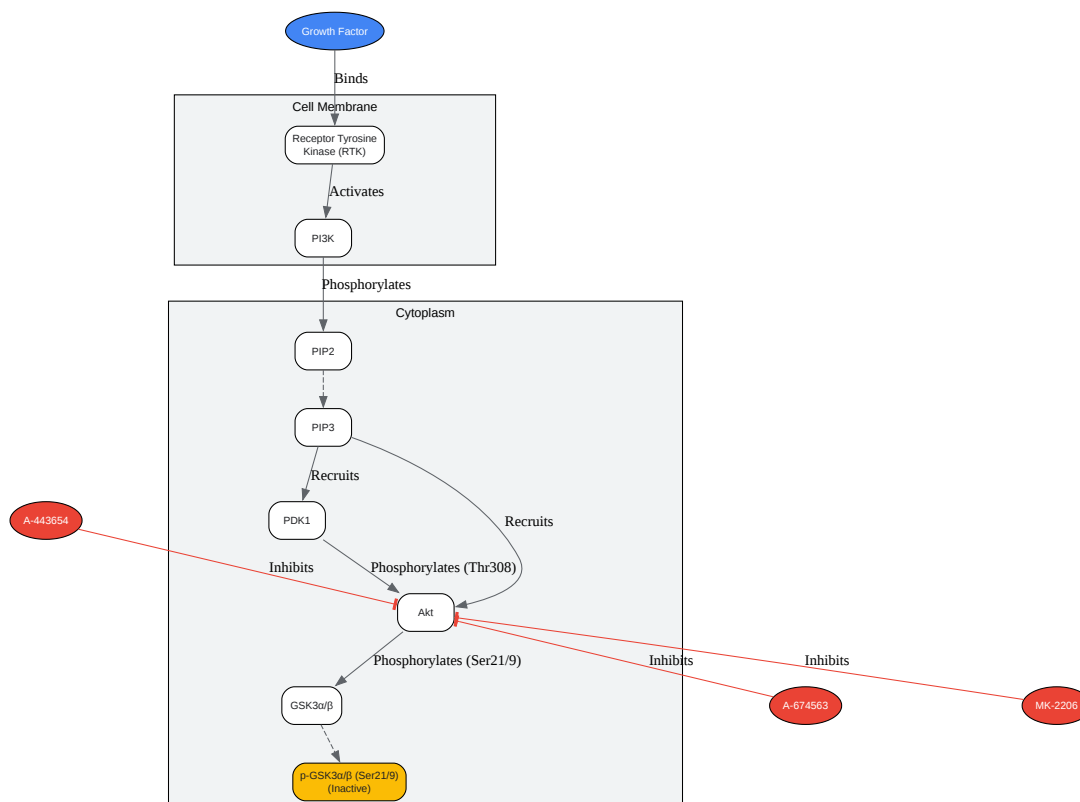 Growth Factor
Binds
Cell Membrane
Receptor Tyrosine
Kinase (RTK)
Activates
PI3K
Phosphorylates
Cytoplasm
PIP2
PIP3
Recruits
PDK1
A-443654
Recruits
Inhibits
Phosphorylates (Thr308)
Akt
Phosphorylates (Ser21/9)
Inhibits
Inhibits
GSK3α/β
A-674563
MK-2206
p-GSK3α/β (Ser21/9)
(Inactive)